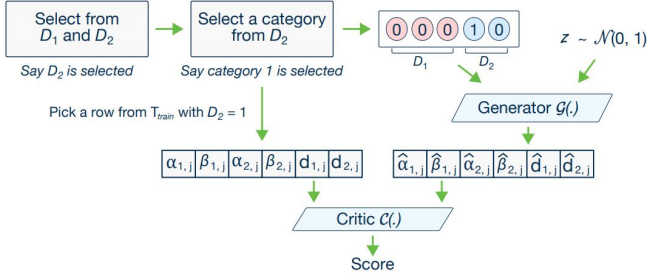 Select from
D₁ and D₂
Select a category
from D₂
0 0 0 1 0
D₁ D₂
z ~ 𝒩(0, 1)
Say D₂ is selected
Say category 1 is selected
Pick a row from T_train with D₂ = 1
Generator 𝒢(.)
α₁,ⱼ β₁,ⱼ α₂,ⱼ β₂,ⱼ d₁,ⱼ d₂,ⱼ
α̂₁,ⱼ β̂₁,ⱼ α̂₂,ⱼ β̂₂,ⱼ d̂₁,ⱼ d̂₂,ⱼ
Critic 𝒞(.)
Score